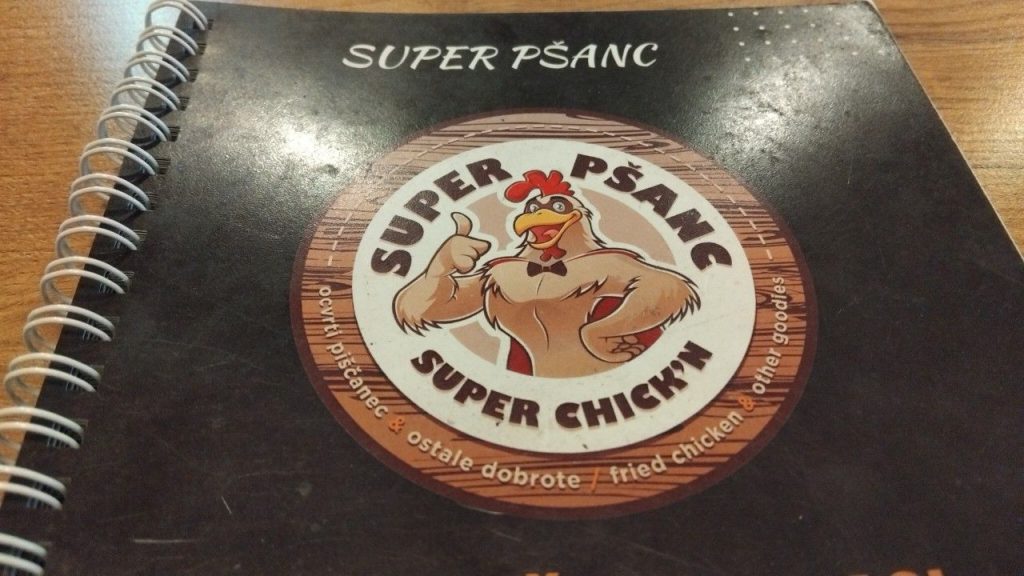 SUPER PŠANC
SUPER PŠANC
SUPER CHICK'N
ocvrti piščanec & ostale dobrote / fried chicken & other goodies